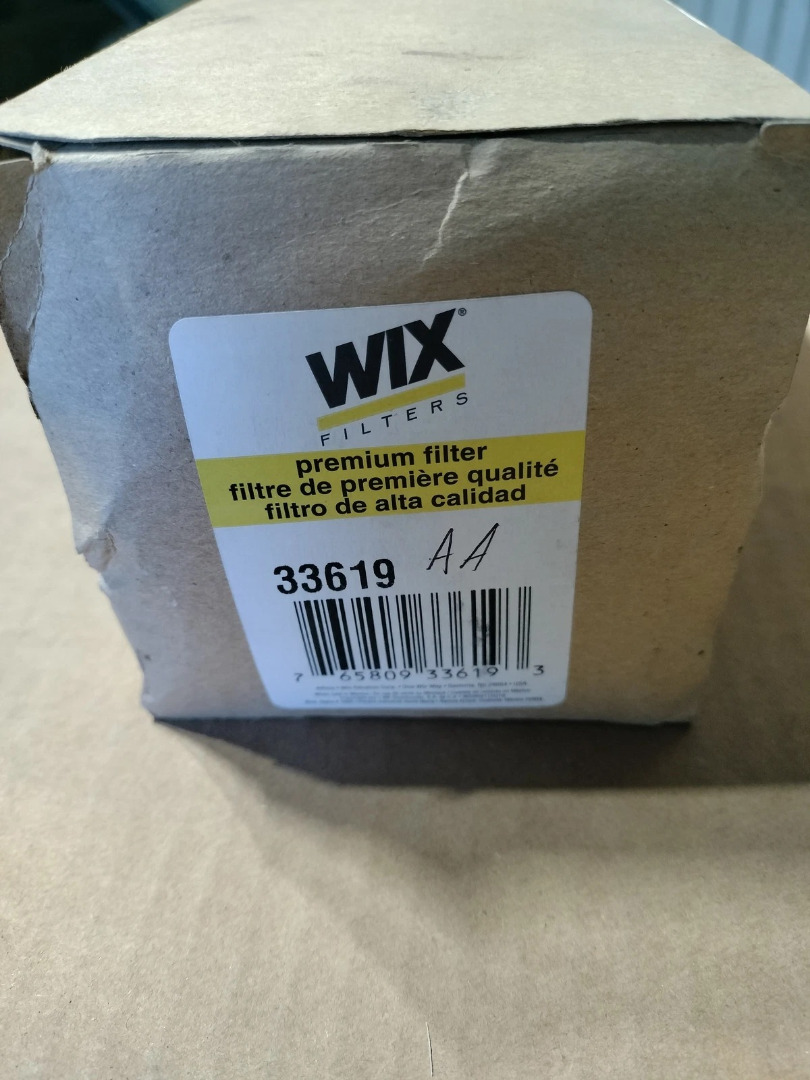 WIX®
FILTERS
premium filter
filtre de première qualité
filtro de alta calidad
33619 AA
7 65809 33619 3